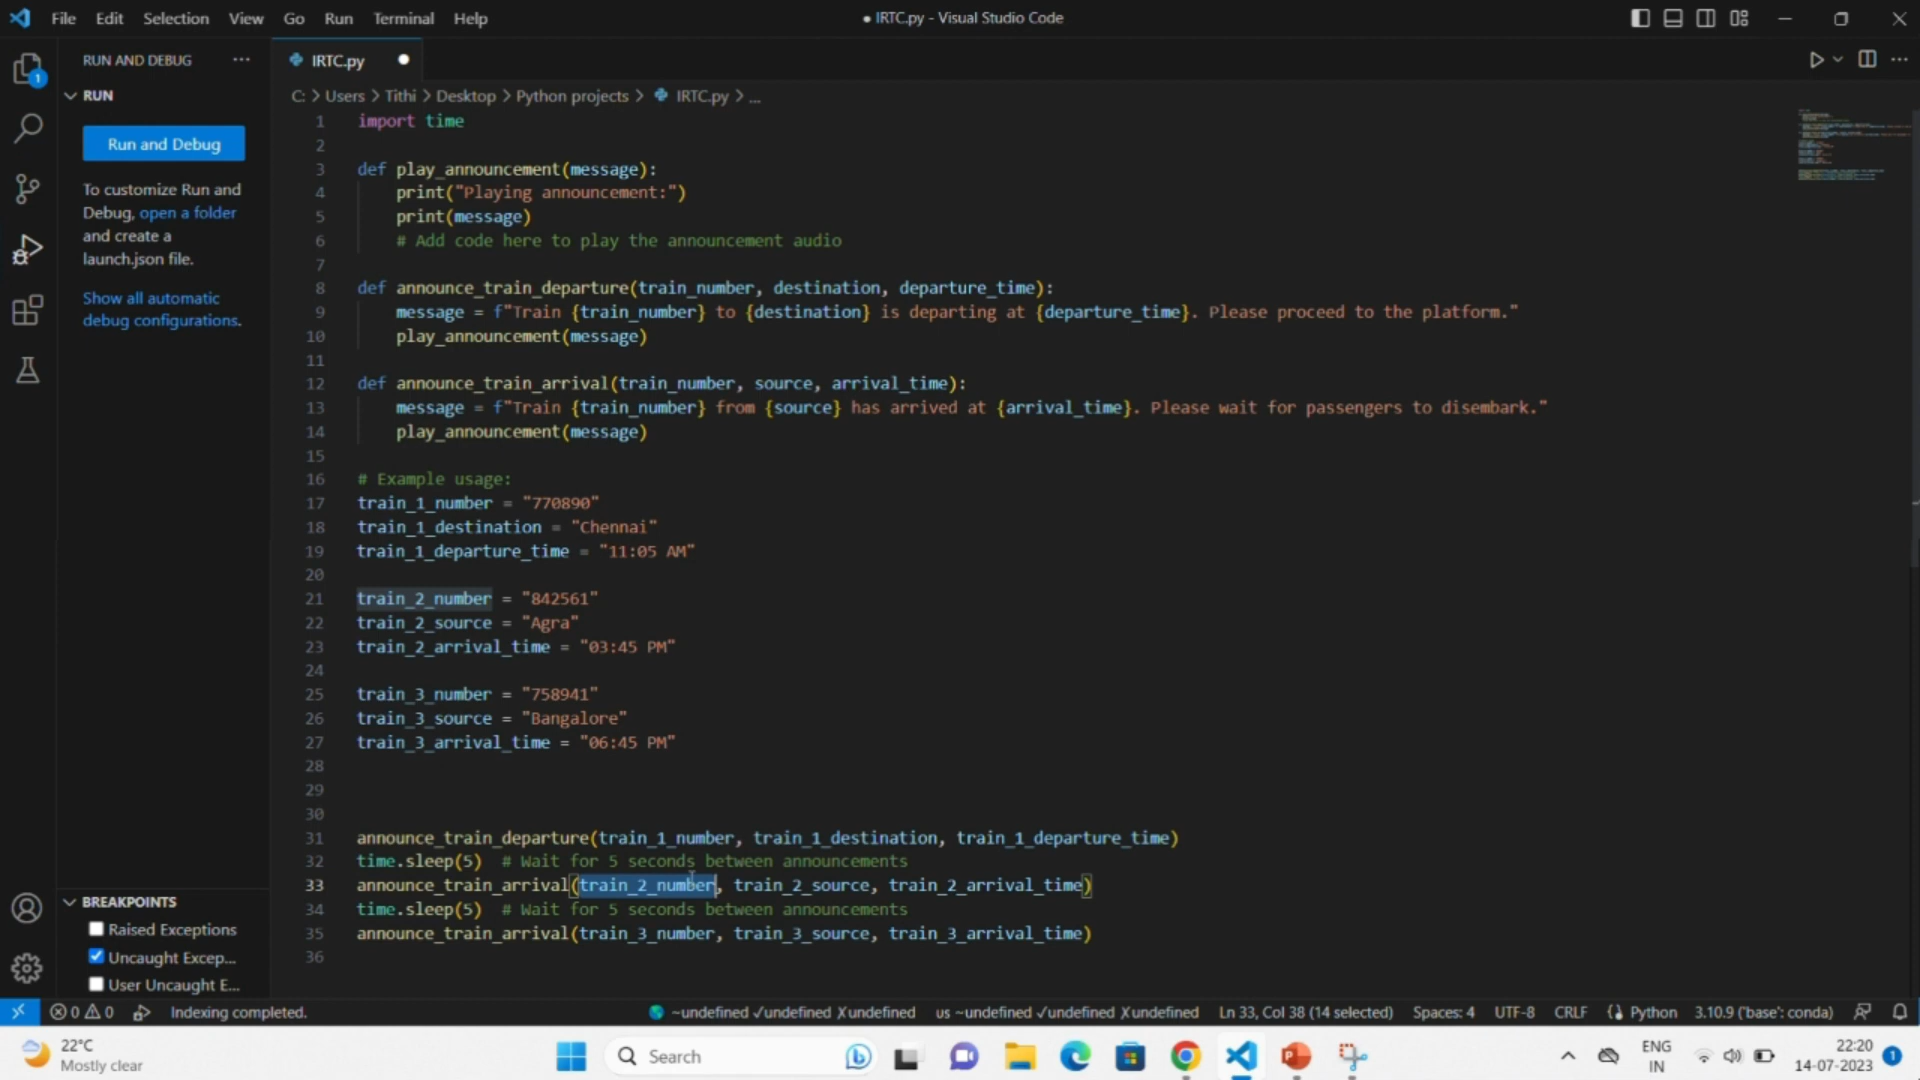 File Edit Selection View Go Run Terminal Help
● IRTC.py - Visual Studio Code
RUN AND DEBUG ...
RUN
Run and Debug
To customize Run and
Debug, open a folder
and create a
launch.json file.
Show all automatic
debug configurations.
IRTC.py
C: > Users > Tithi > Desktop > Python projects > IRTC.py > ...
1 import time
2
3 def play_announcement(message):
4 print("Playing announcement:")
5 print(message)
6 # Add code here to play the announcement audio
7
8 def announce_train_departure(train_number, destination, departure_time):
9 message = f"Train {train_number} to {destination} is departing at {departure_time}. Please proceed to the platform."
10 play_announcement(message)
11
12 def announce_train_arrival(train_number, source, arrival_time):
13 message = f"Train {train_number} from {source} has arrived at {arrival_time}. Please wait for passengers to disembark."
14 play_announcement(message)
15
16 # Example usage:
17 train_1_number = "770890"
18 train_1_destination = "Chennai"
19 train_1_departure_time = "11:05 AM"
20
21 train_2_number = "842561"
22 train_2_source = "Agra"
23 train_2_arrival_time = "03:45 PM"
24
25 train_3_number = "758941"
26 train_3_source = "Bangalore"
27 train_3_arrival_time = "06:45 PM"
28
29
30
31 announce_train_departure(train_1_number, train_1_destination, train_1_departure_time)
32 time.sleep(5) # Wait for 5 seconds between announcements
33 announce_train_arrival(train_2_number, train_2_source, train_2_arrival_time)
34 time.sleep(5) # Wait for 5 seconds between announcements
35 announce_train_arrival(train_3_number, train_3_source, train_3_arrival_time)
36
BREAKPOINTS
Raised Exceptions
Uncaught Excep...
User Uncaught E...
0 0 Indexing completed. ~undefined ✓undefined ✗undefined us ~undefined ✓undefined ✗undefined Ln 33, Col 38 (14 selected) Spaces: 4 UTF-8 CRLF Python 3.10.9 ('base': conda)
22°C
Mostly clear
Search
ENG
IN
22:20
14-07-2023
1